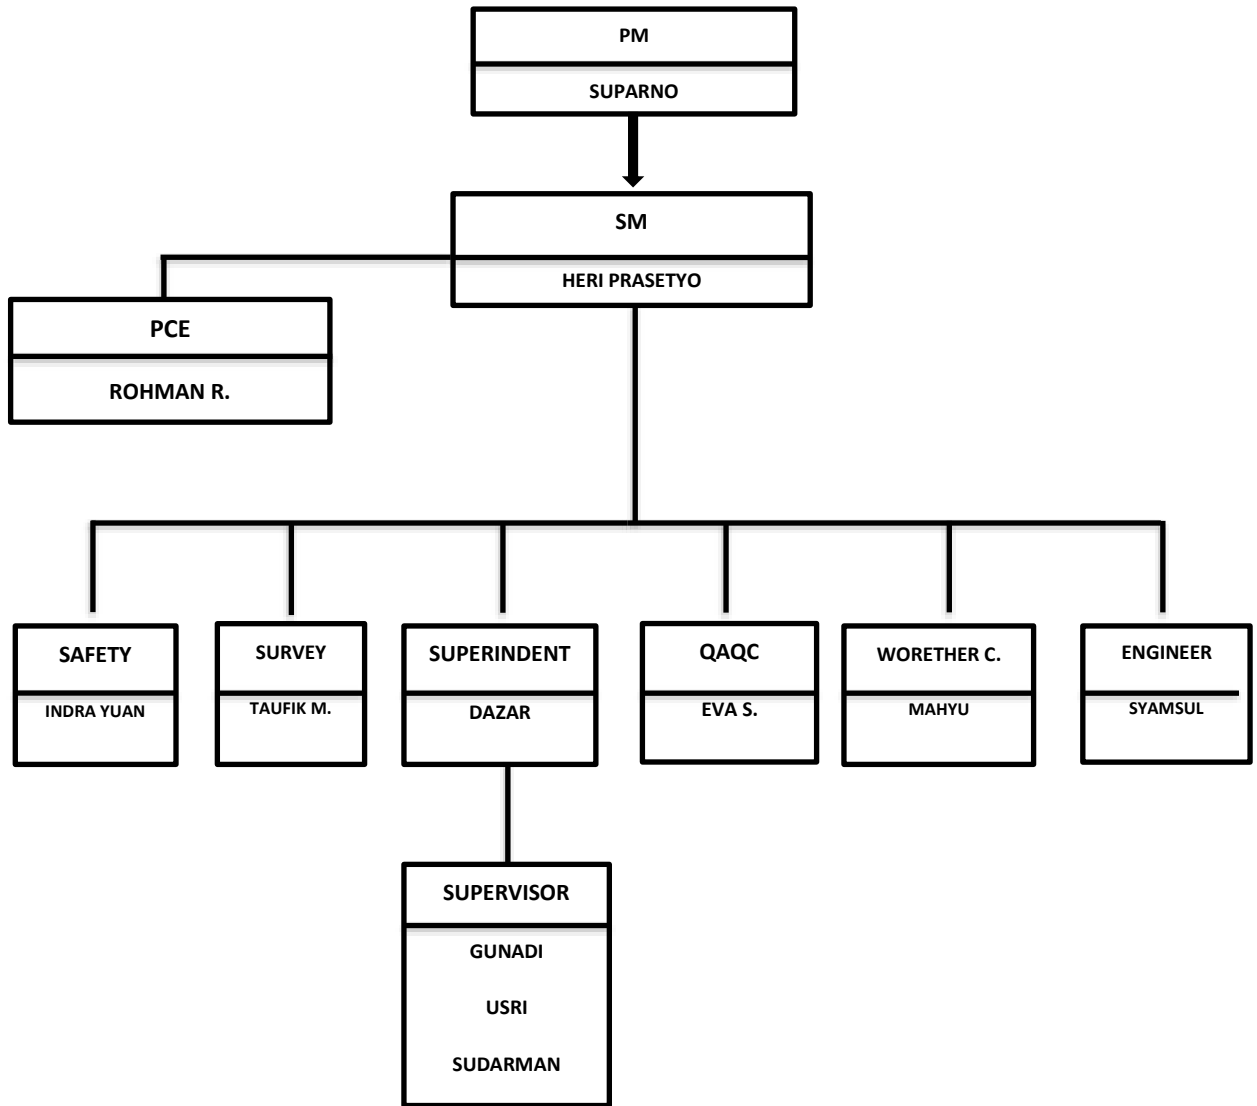 PM
SUPARNO
SM
HERI PRASETYO
PCE
ROHMAN R.
SAFETY
INDRA YUAN
SURVEY
TAUFIK M.
SUPERINDENT
DAZAR
QAQC
EVA S.
WORETHER C.
MAHYU
ENGINEER
SYAMSUL
SUPERVISOR
GUNADI
USRI
SUDARMAN